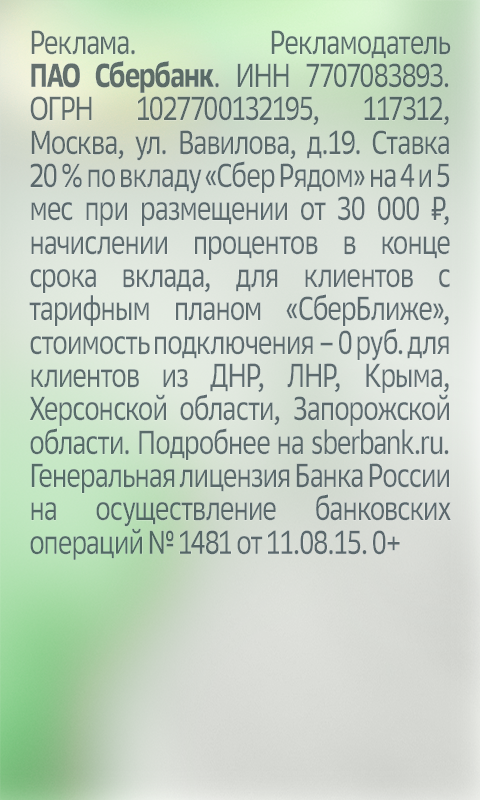 Реклама. Рекламодатель
ПАО Сбербанк. ИНН 7707083893.
ОГРН 1027700132195, 117312,
Москва, ул. Вавилова, д.19. Ставка
20 % по вкладу «Сбер Рядом» на 4 и 5
мес при размещении от 30 000 ₽,
начислении процентов в конце
срока вклада, для клиентов с
тарифным планом «СберБлиже»,
стоимость подключения – 0 руб. для
клиентов из ДНР, ЛНР, Крыма,
Херсонской области, Запорожской
области. Подробнее на sberbank.ru.
Генеральная лицензия Банка России
на осуществление банковских
операций № 1481 от 11.08.15. 0+